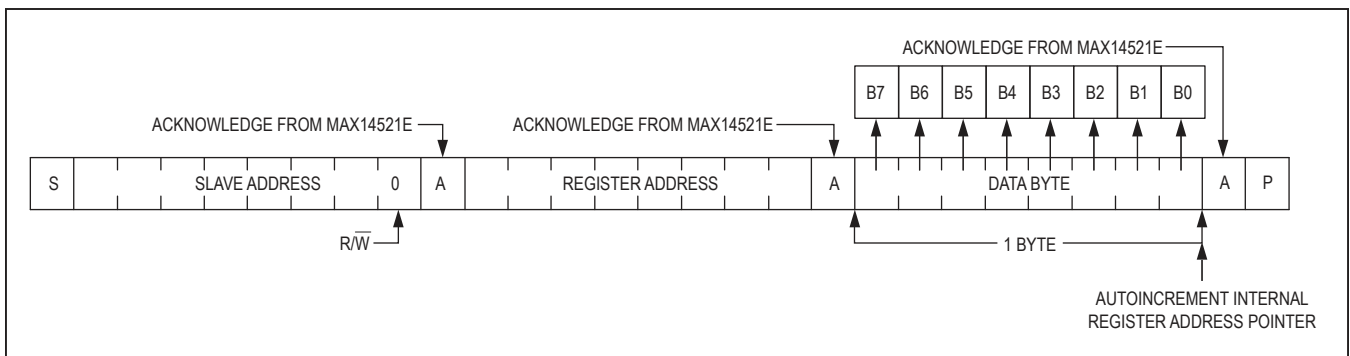 ACKNOWLEDGE FROM MAX14521E
B7 B6 B5 B4 B3 B2 B1 B0
ACKNOWLEDGE FROM MAX14521E ACKNOWLEDGE FROM MAX14521E
S SLAVE ADDRESS 0 A REGISTER ADDRESS A DATA BYTE A P
R/W̅ 1 BYTE
AUTOINCREMENT INTERNAL
REGISTER ADDRESS POINTER